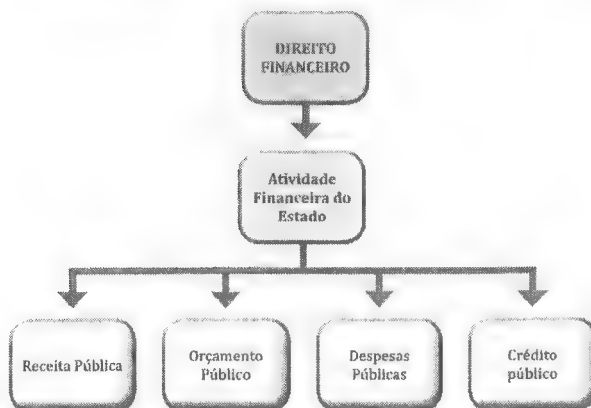 DIREITO
FINANCEIRO
Atividade
Financeira do
Estado
Receita Pública
Orçamento
Público
Despesas
Públicas
Crédito
público